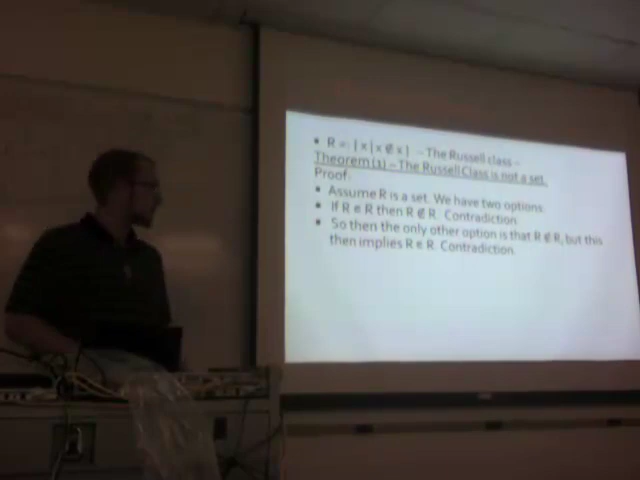 R =: {x|x ∉ x} – The Russell class –
Theorem (1) – The Russell Class is not a set.
Proof:
Assume R is a set. We have two options:
If R ∈ R then R ∉ R. Contradiction.
So then the only other option is that R ∉ R, but this
then implies R ∈ R. Contradiction.